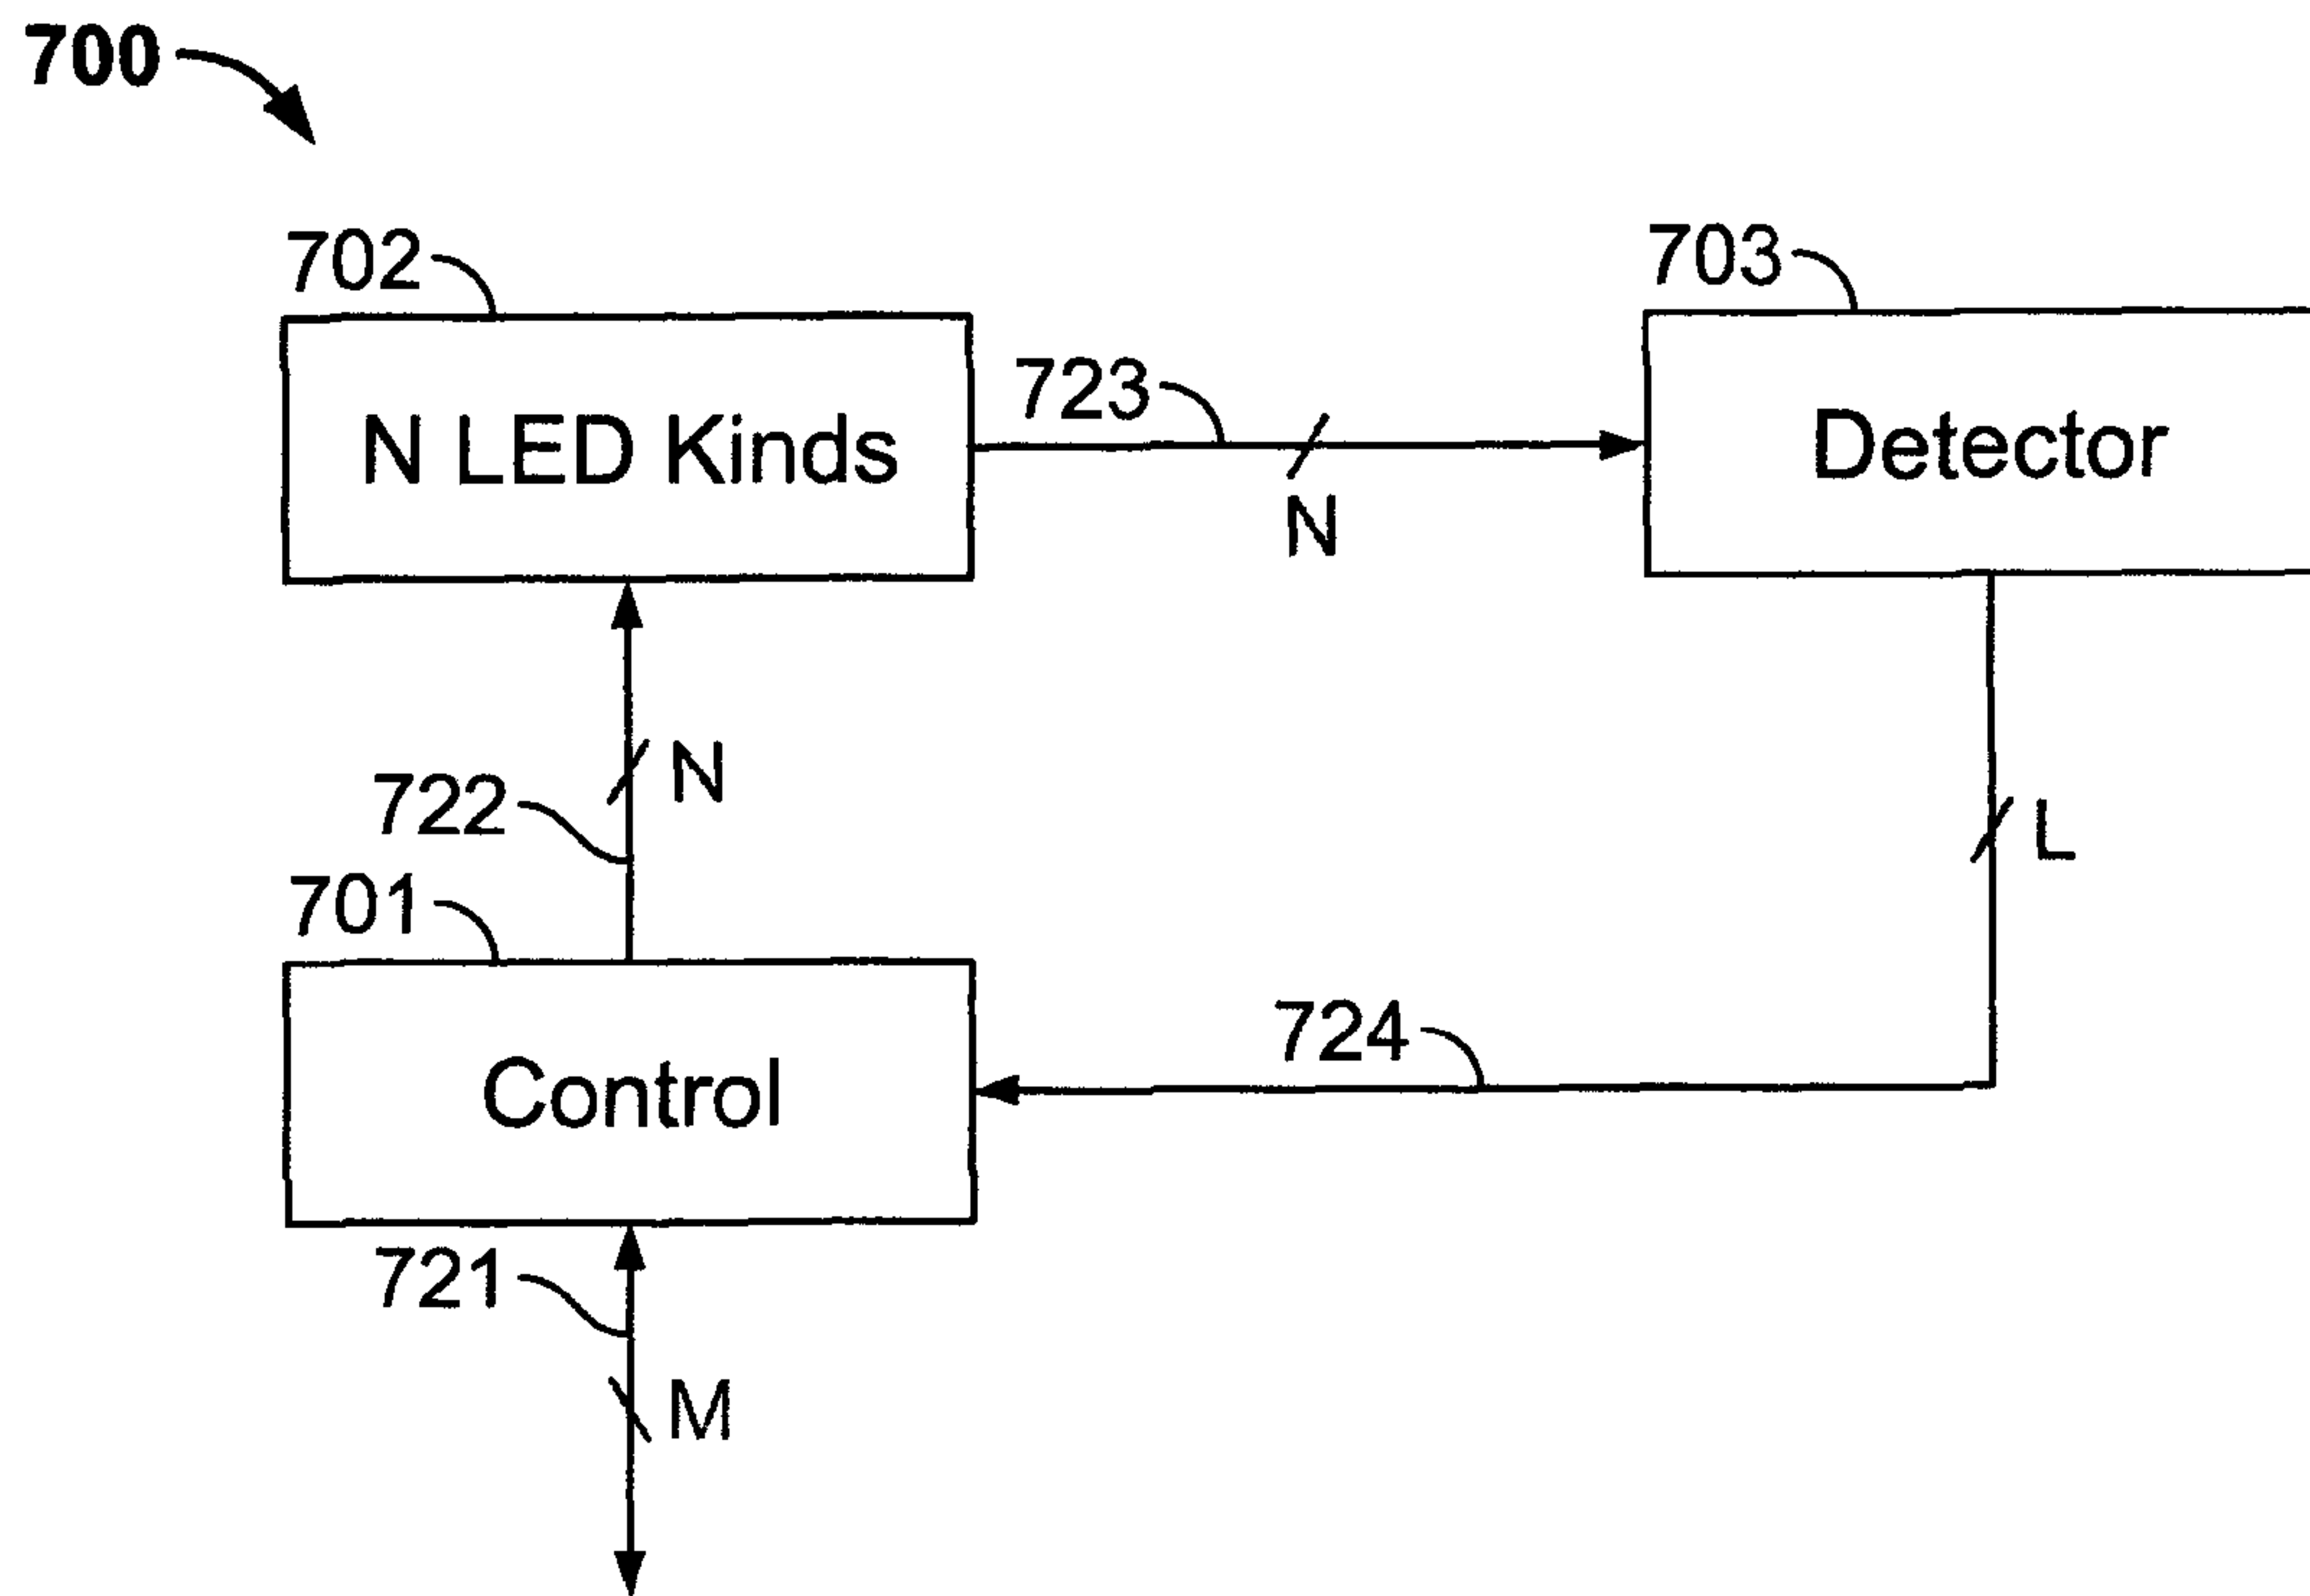 700
702
703
N LED Kinds
723
N
Detector
722
N
L
701
724
Control
721
M